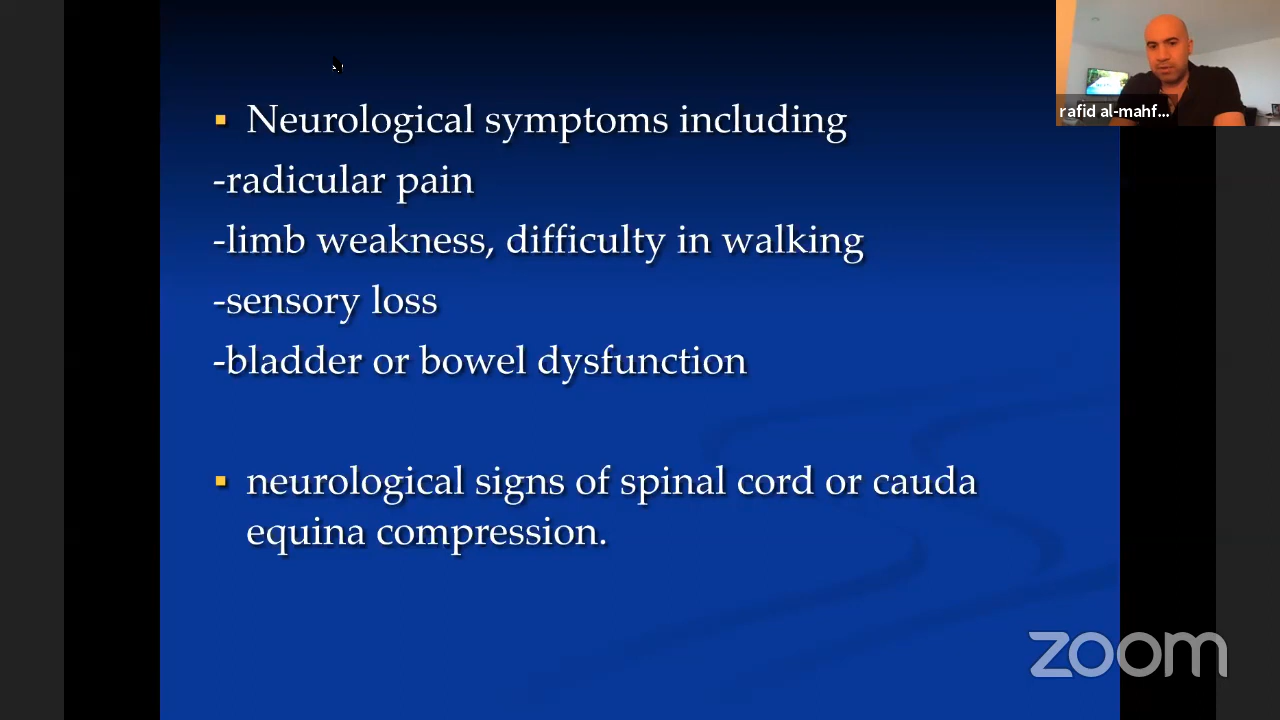 rafid al-mahf...
▪ Neurological symptoms including
-radicular pain
-limb weakness, difficulty in walking
-sensory loss
-bladder or bowel dysfunction
▪ neurological signs of spinal cord or cauda
equina compression.
zoom